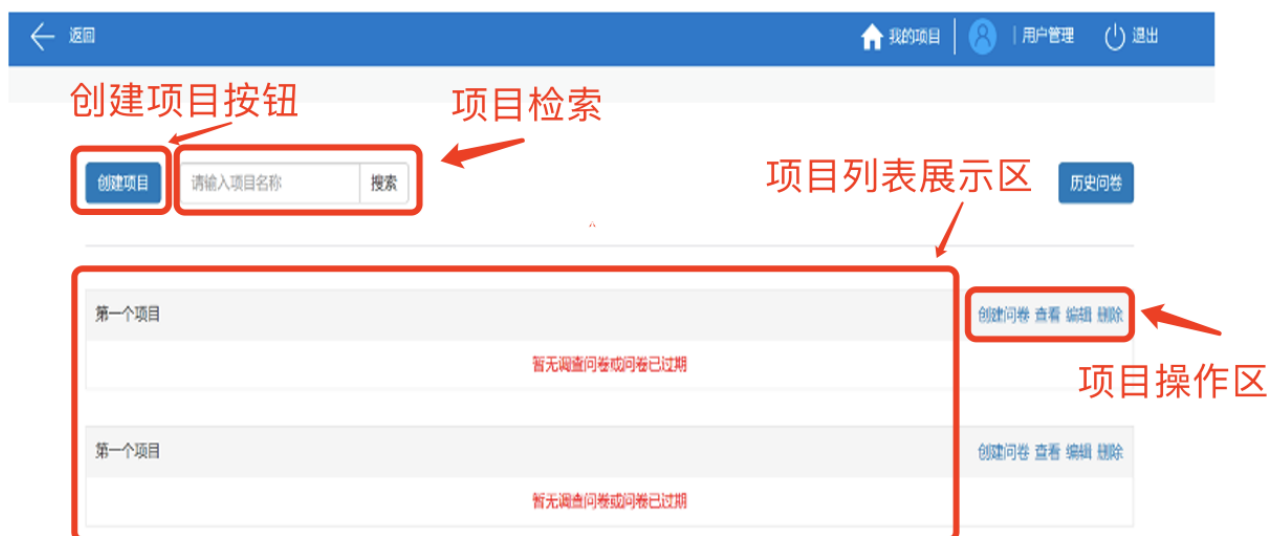 返回 我的项目 | 用户管理 退出
创建项目按钮 项目检索
项目列表展示区
创建项目 请输入项目名称 搜索 历史问卷
第一个项目 创建问卷 查看 编辑 删除
暂无调查问卷或问卷已过期
项目操作区
第一个项目 创建问卷 查看 编辑 删除
暂无调查问卷或问卷已过期